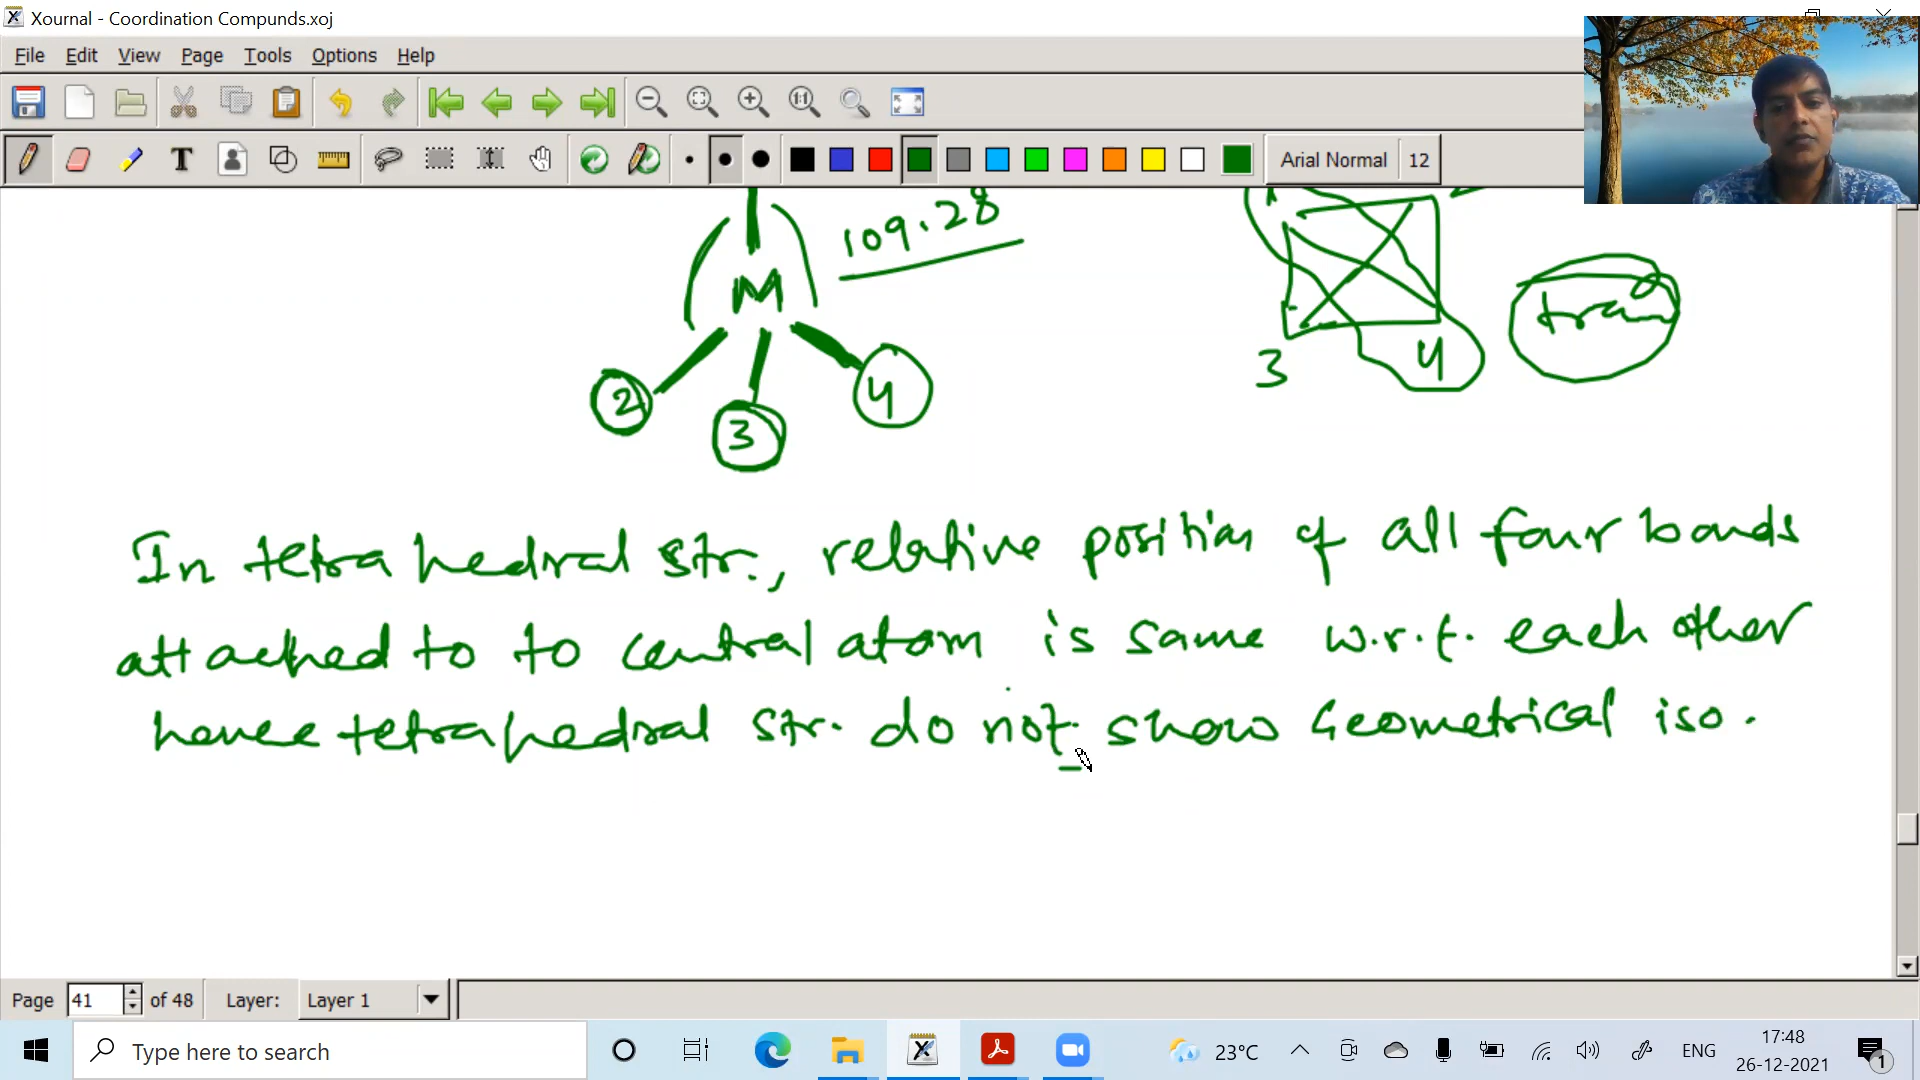 Xournal - Coordination Compunds.xoj
File Edit View Page Tools Options Help
Arial Normal 12
109.28
M
2
3
4
3
4
trans
In tetrahedral str., relative position of all four bonds
attached to to central atom is same w.r.t. each other
hence tetrahedral str. do not show Geometrical iso.
Page 41 of 48 Layer: Layer 1
Type here to search
23°C
ENG
17:48
26-12-2021
1